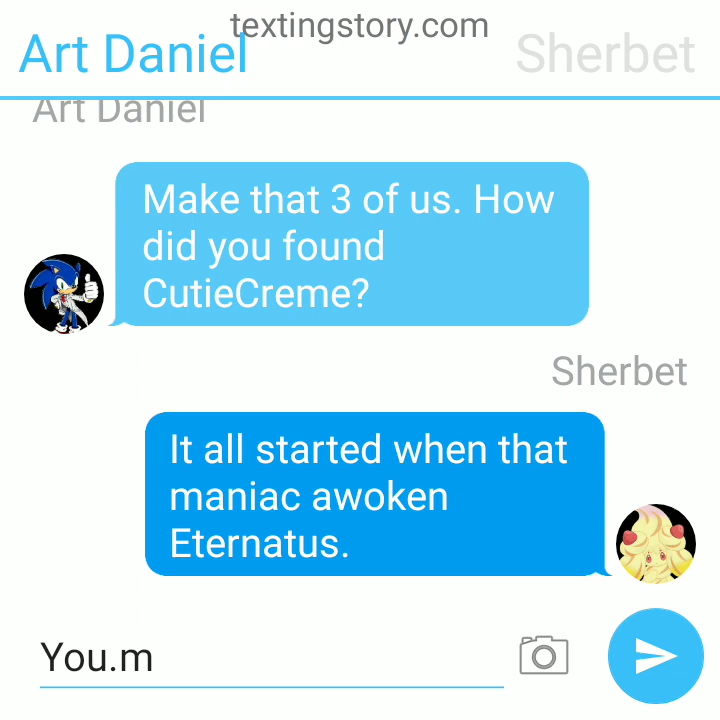 textingstory.com
Art Daniel
Sherbet
Art Daniel
Make that 3 of us. How
did you found
CutieCreme?
Sherbet
It all started when that
maniac awoken
Eternatus.
You.m